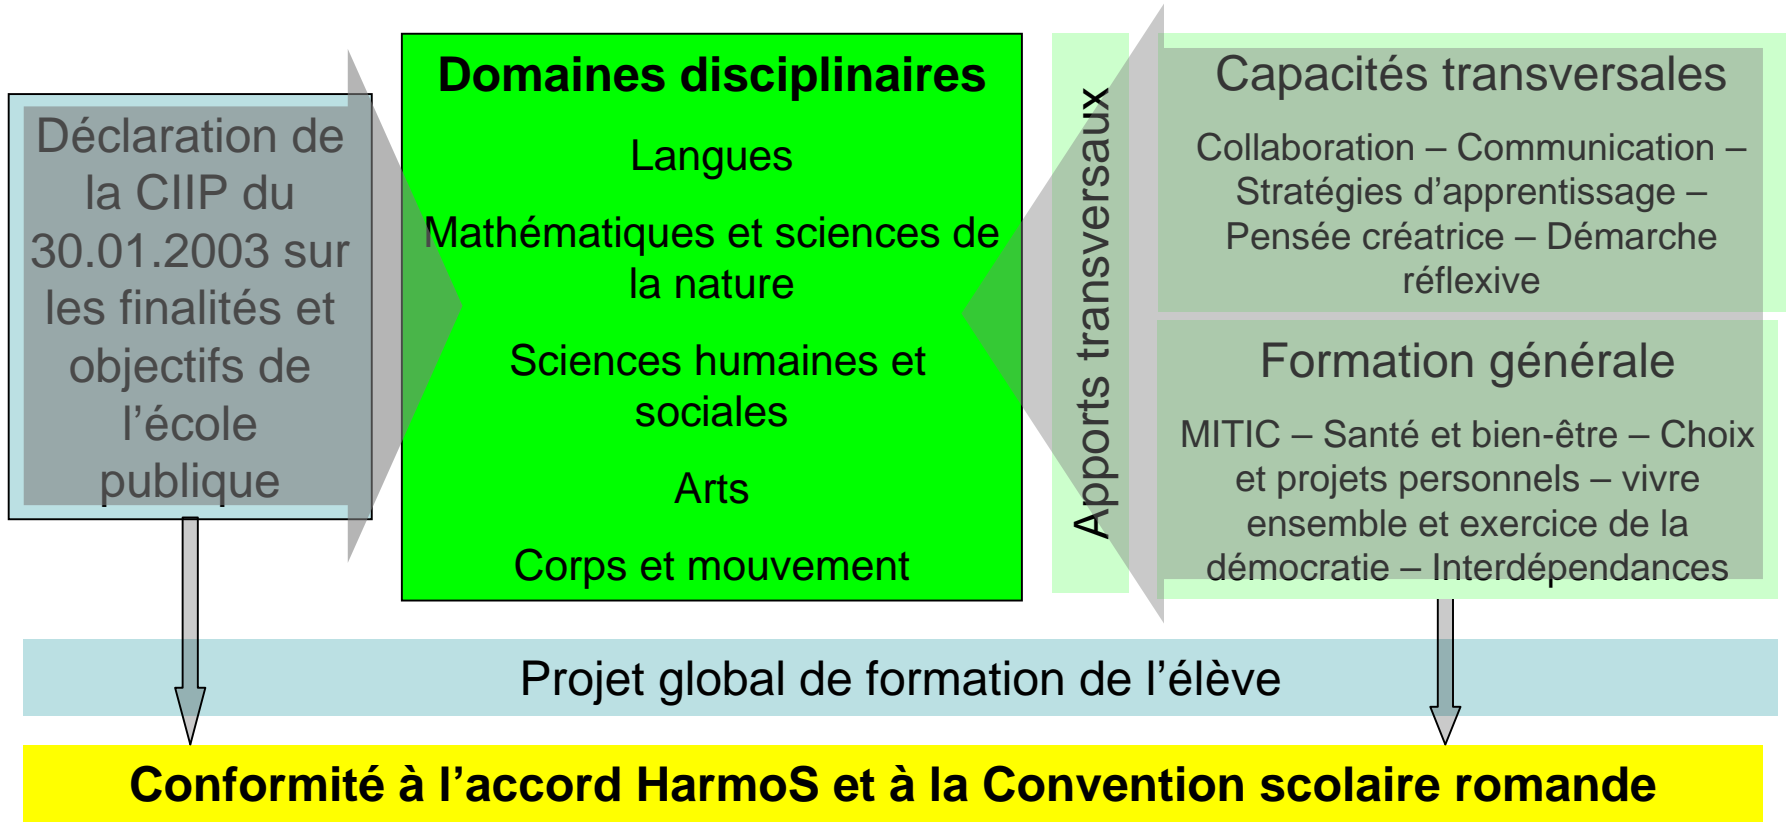 Déclaration de
la CIIP du
30.01.2003 sur
les finalités et
objectifs de
l’école
publique
Domaines disciplinaires
Langues
Mathématiques et sciences de
la nature
Sciences humaines et
sociales
Arts
Corps et mouvement
Apports transversaux
Capacités transversales
Collaboration – Communication –
Stratégies d’apprentissage –
Pensée créatrice – Démarche
réflexive
Formation générale
MITIC – Santé et bien-être – Choix
et projets personnels – vivre
ensemble et exercice de la
démocratie – Interdépendances
Projet global de formation de l’élève
Conformité à l’accord HarmoS et à la Convention scolaire romande